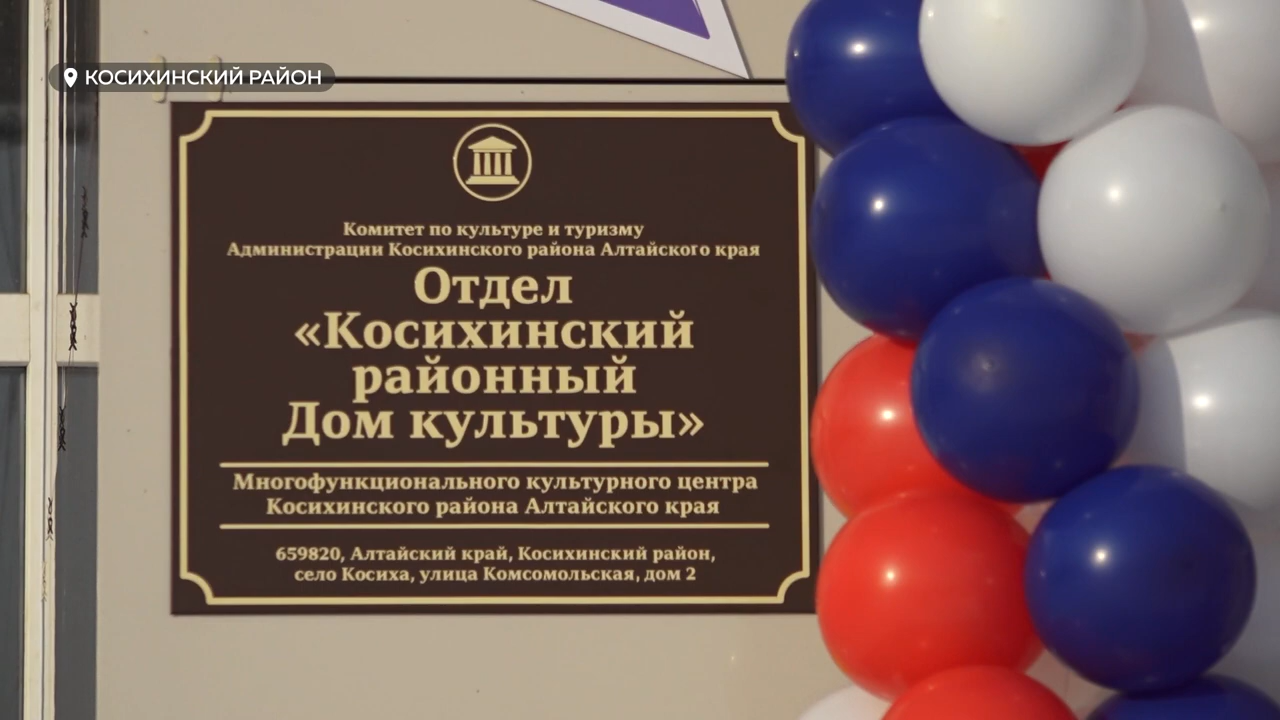 КОСИХИНСКИЙ РАЙОН
Комитет по культуре и туризму
Администрации Косихинского района Алтайского края
Отдел
«Косихинский
районный
Дом культуры»
Многофункционального культурного центра
Косихинского района Алтайского края
659820, Алтайский край, Косихинский район,
село Косиха, улица Комсомольская, дом 2